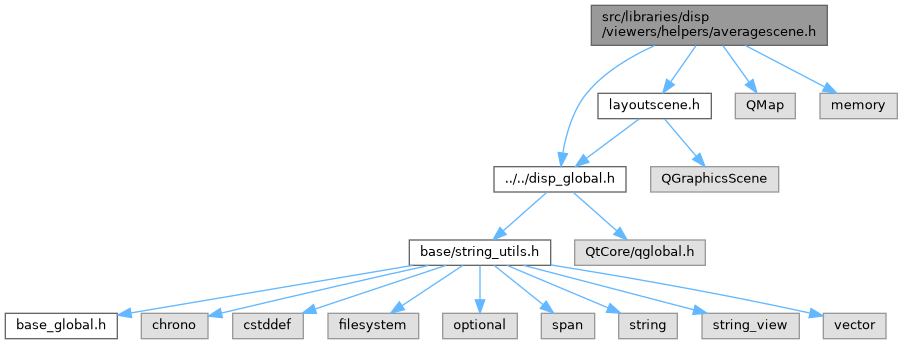 src/libraries/disp
/viewers/helpers/averagescene.h
layoutscene.h
QMap
memory
../../disp_global.h
QGraphicsScene
base/string_utils.h
QtCore/qglobal.h
base_global.h
chrono
cstddef
filesystem
optional
span
string
string_view
vector